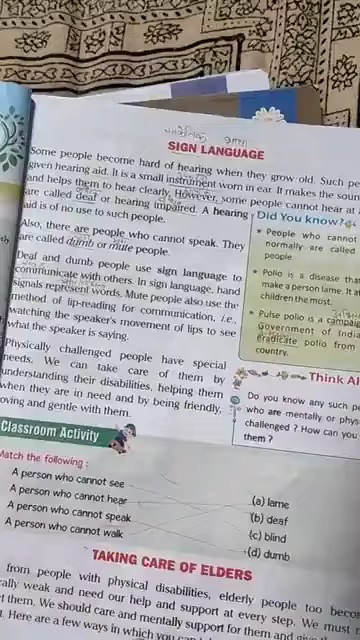 सांकेतिक भाषा
SIGN LANGUAGE
Some people become hard of hearing when they grow old. Such
given hearing aid. It is a small instrument worn in ear. It makes the
and helps them to hear clearly. However, some people cannot hear at
are called deaf or hearing impaired. A hearing
aid is of no use to such people.
Also, there are people who cannot speak. They
are called dumb or mute people.
Deaf and dumb people use sign language to
communicate with others. In sign language, hand
signals represent words. Mute people also use the
method of lip-reading for communication, i.e.,
watching the speaker's movement of lips to see
what the speaker is saying.
Physically challenged people have special
needs. We can take care of them by
understanding their disabilities, helping them
when they are in need and by being friendly,
loving and gentle with them.
Did You Know?
• People who cannot
normally are called
people.
• Polio is a disease that
make a person lame. It
children the most.
• Pulse polio is a
Government of India
eradicate polio from
country.
Think
Do you know any such
who are mentally or
challenged ? How can you
them ?
Classroom Activity
Match the following :
A person who cannot see
A person who cannot hear
A person who cannot speak
A person who cannot walk
(a) lame
(b) deaf
(c) blind
(d) dumb
TAKING CARE OF ELDERS
from people with physical disabilities, elderly people too
weak and need our help and support at every step. We must
them. We should care and mentally support for them and
Here are a few ways in which you can